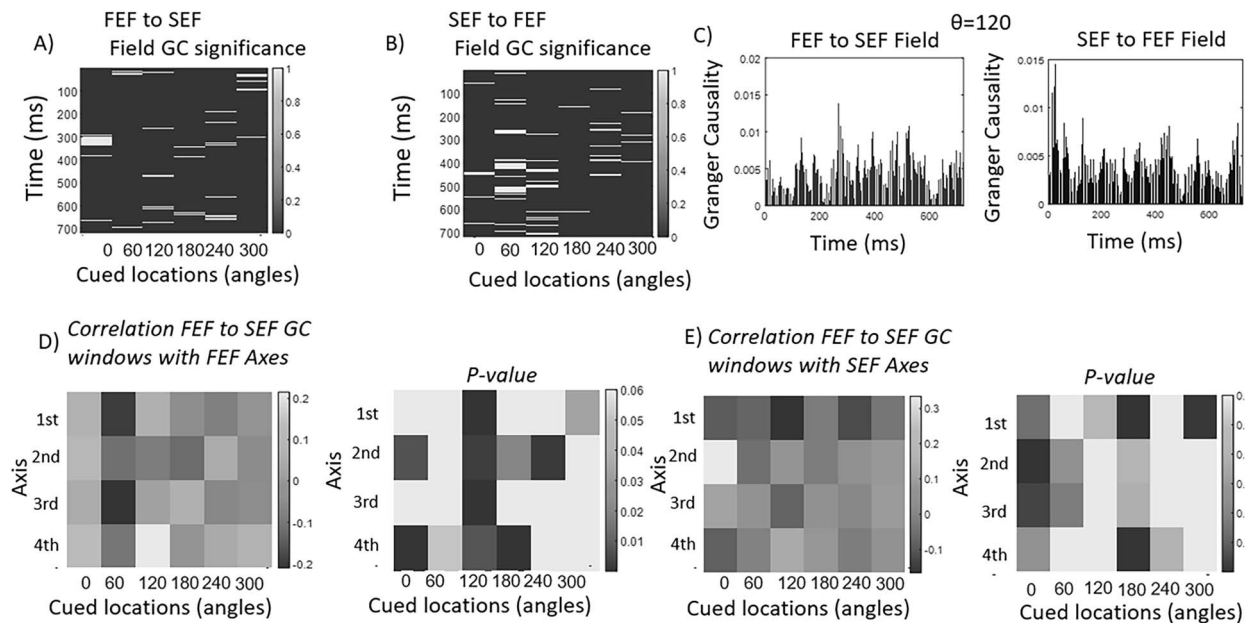 FEF to SEF
A) Field GC significance
Time (ms)
100
200
300
400
500
600
700
0 60 120 180 240 300
Cued locations (angles)
1
0.8
0.6
0.4
0.2
0
SEF to FEF
B) Field GC significance
Time (ms)
100
200
300
400
500
600
700
0 60 120 180 240 300
Cued locations (angles)
1
0.8
0.6
0.4
0.2
0
C) θ=120
FEF to SEF Field
Granger Causality
0.02
0.015
0.01
0.005
0
0 200 400 600
Time (ms)
SEF to FEF Field
Granger Causality
0.015
0.01
0.005
0
0 200 400 600
Time (ms)
D) Correlation FEF to SEF GC
windows with FEF Axes
Axis
1st
2nd
3rd
4th
0 60 120 180 240 300
Cued locations (angles)
0.2
0.1
0
-0.1
-0.2
P-value
Axis
1st
2nd
3rd
4th
0 60 120 180 240 300
Cued locations (angles)
0.06
0.05
0.04
0.03
0.02
0.01
E) Correlation FEF to SEF GC
windows with SEF Axes
Axis
1st
2nd
3rd
4th
0 60 120 180 240 300
Cued locations (angles)
0.3
0.2
0.1
0
-0.1
P-value
Axis
1st
2nd
3rd
4th
0 60 120 180 240 300
Cued locations (angles)